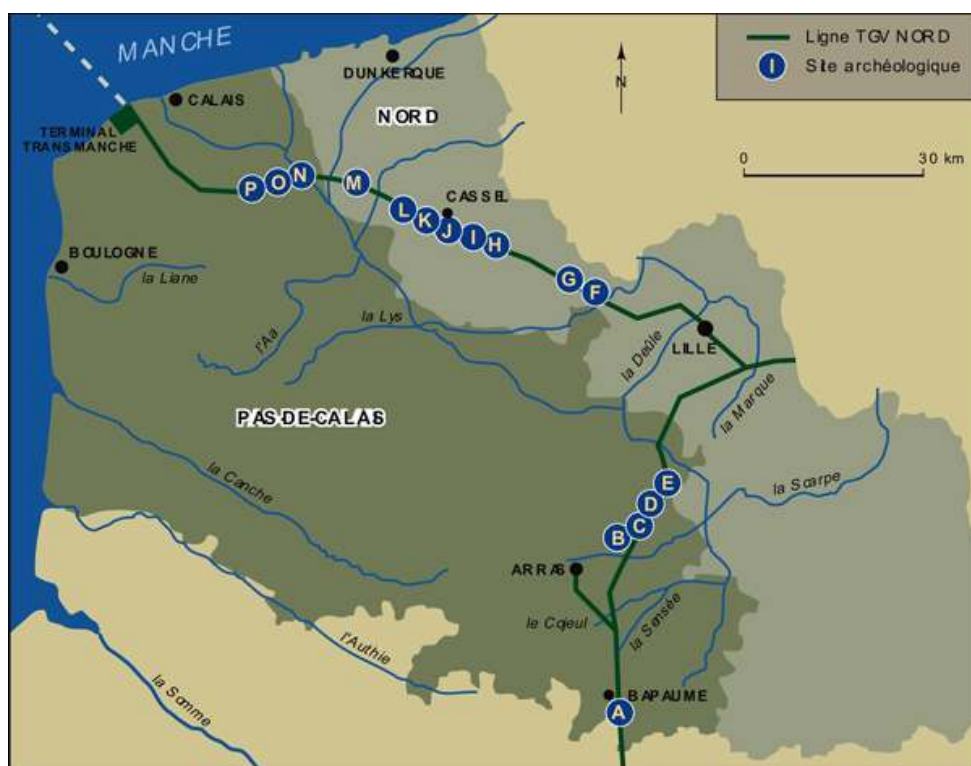 MANCHE
DUNKERQUE
CALAIS
TERMINAL
TRANSMANCHE
NORD
N
Ligne TGV NORD
I Site archéologique
0 30 km
P O N M L K J I H G F
CASSEL
BOULOGNE
la Liane
l'Aa
la Lys
la Deûle
LILLE
la Marque
PAS-DE-CALAIS
la Canche
la Scarpe
E
D
C
B
ARRAS
le Cojeul
la Sensée
l'Authie
la Somme
BAPAUME
A